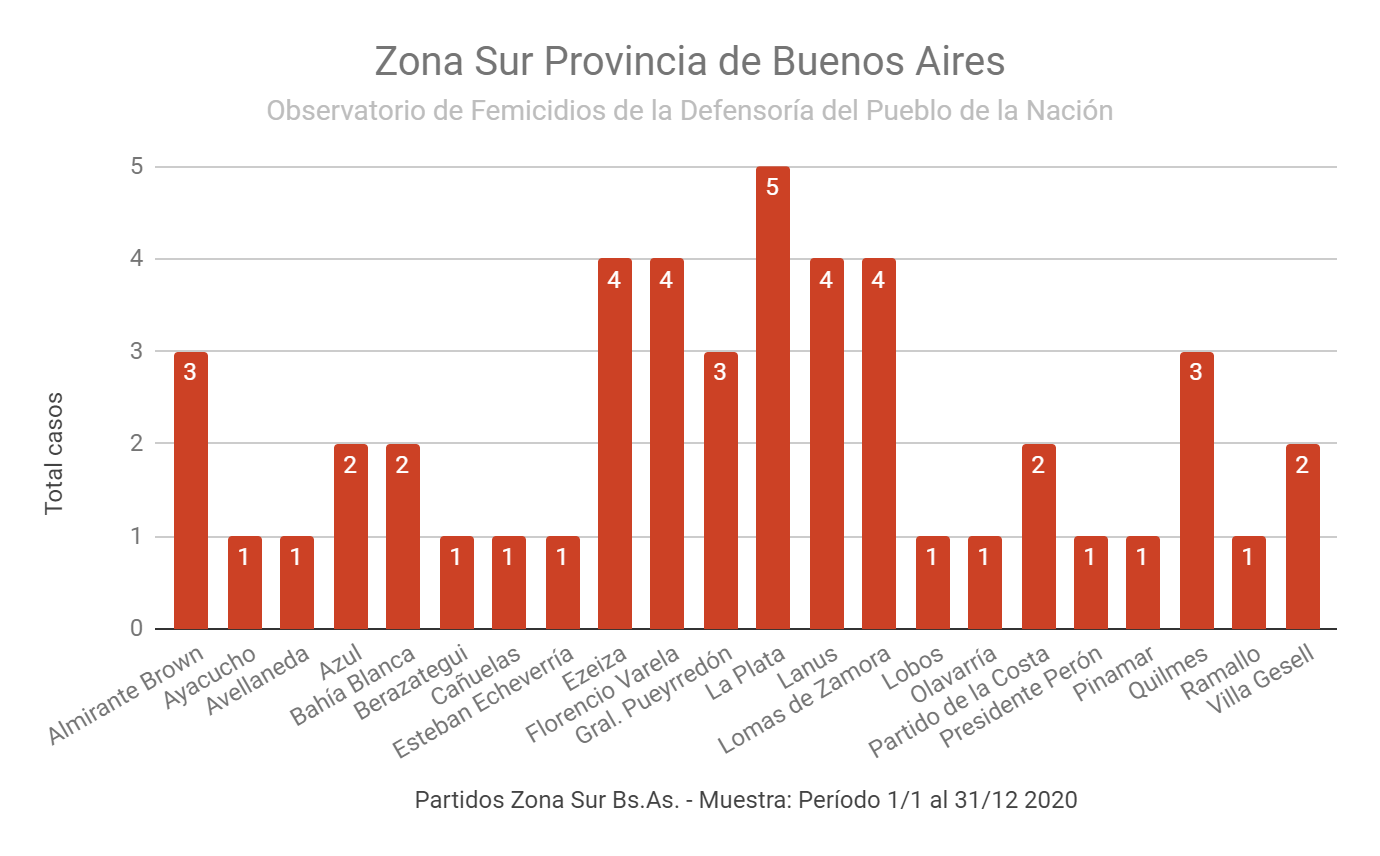 Zona Sur Provincia de Buenos Aires
Observatorio de Femicidios de la Defensoría del Pueblo de la Nación
Total casos
5
4
3
2
1
0
3
1
1
2
2
1
1
1
4
4
3
5
4
4
1
1
2
1
1
3
1
2
Almirante Brown
Ayacucho
Avellaneda
Azul
Bahía Blanca
Berazategui
Cañuelas
Esteban Echeverría
Ezeiza
Florencio Varela
Gral. Pueyrredón
La Plata
Lanus
Lomas de Zamora
Lobos
Olavarría
Partido de la Costa
Presidente Perón
Pinamar
Quilmes
Ramallo
Villa Gesell
Partidos Zona Sur Bs.As. - Muestra: Período 1/1 al 31/12 2020